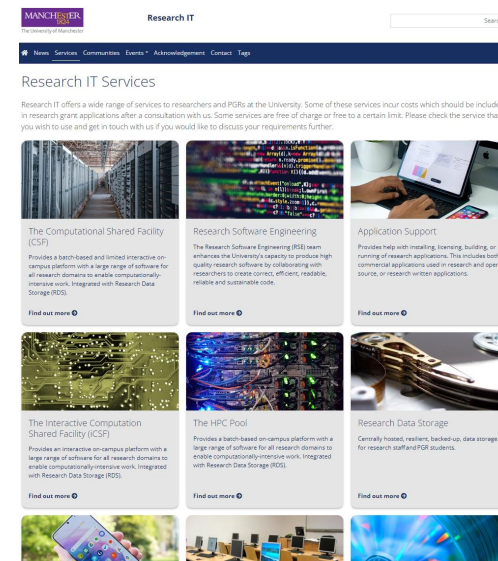 MANCHESTER
1824
The University of Manchester
Research IT
Sear
News Services Communities Events Acknowledgement Contact Tags
Research IT Services
Research IT offers a wide range of services to researchers and PGRs at the University. Some of these services incur costs which should be include
in research grant applications after a consultation with us. Some services are free of charge or free to a certain limit. Please check the service tha
you wish to use and get in touch with us if you would like to discuss your requirements further.
The Computational Shared Facility
(CSF)
Provides a batch-based and limited interactive on-
campus platform with a large range of software for
all research domains to enable computationally-
intensive work. Integrated with Research Data
Storage (RDS).
Find out more
Research Software Engineering
The Research Software Engineering (RSE) team
enhances the University's capacity to produce high
quality research software by collaborating with
researchers to create correct, efficient, readable,
reliable and sustainable code.
Find out more
Application Support
Provides help with installing, licensing, building, or
running of research applications. This includes both
commercial applications used in research and open
source, or research written applications.
Find out more
The Interactive Computation
Shared Facility (iCSF)
Provides an interactive on-campus platform with a
large range of software for all research domains to
enable computationally-intensive work. Integrated
with Research Data Storage (RDS).
Find out more
The HPC Pool
Provides a batch-based on-campus platform with a
large range of software for all research domains to
enable computationally-intensive work. Integrated
with Research Data Storage (RDS).
Find out more
Research Data Storage
Centrally hosted, resilient, backed-up, data storage
for research staff and PGR students.
Find out more